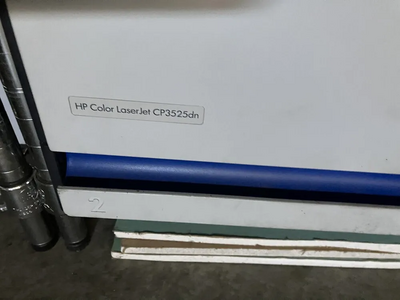 HP Color LaserJet CP3525dn
2